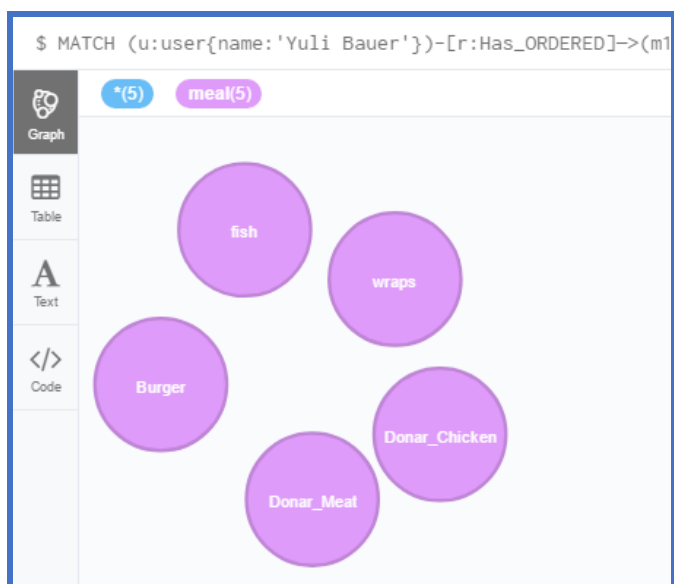 $ MATCH (u:user{name:'Yuli Bauer'})-[r:Has_ORDERED]—>(m1
*(5) meal(5)
Graph
Table
A
Text
</>
Code
fish
wraps
Burger
Donar_Chicken
Donar_Meat